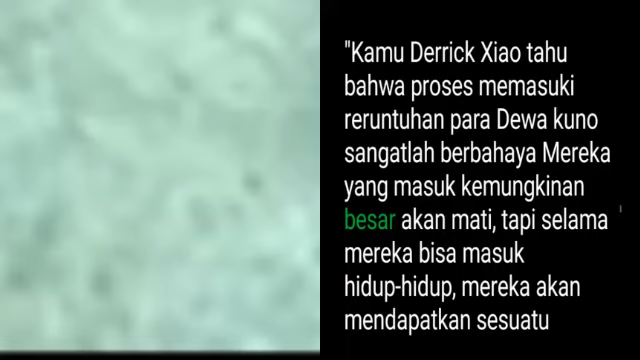 "Kamu Derrick Xiao tahu
bahwa proses memasuki
reruntuhan para Dewa kuno
sangatlah berbahaya Mereka
yang masuk kemungkinan
besar akan mati, tapi selama
mereka bisa masuk
hidup-hidup, mereka akan
mendapatkan sesuatu